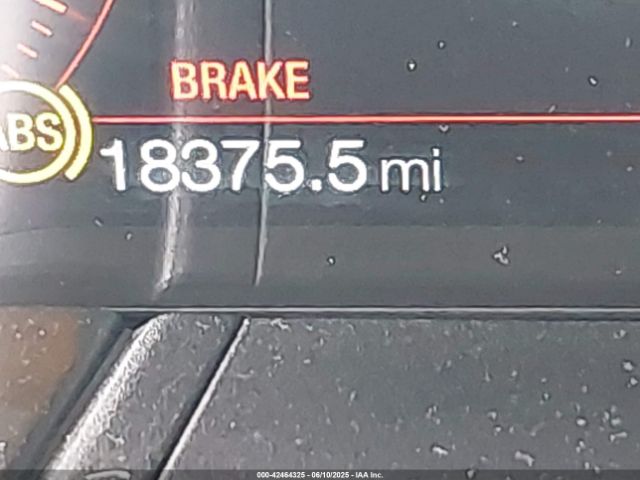 BRAKE
ABS
18375.5 mi
000-42464325 - 06/10/2025 - IAA Inc.